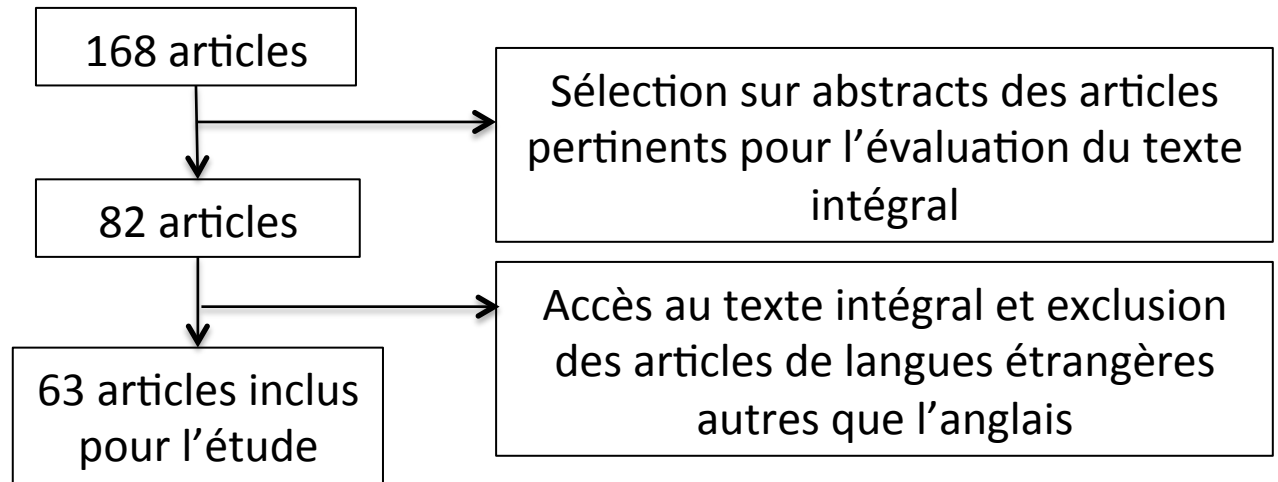 168 articles
Sélection sur abstracts des articles
pertinents pour l’évaluation du texte
intégral
82 articles
Accès au texte intégral et exclusion
des articles de langues étrangères
autres que l’anglais
63 articles inclus
pour l’étude